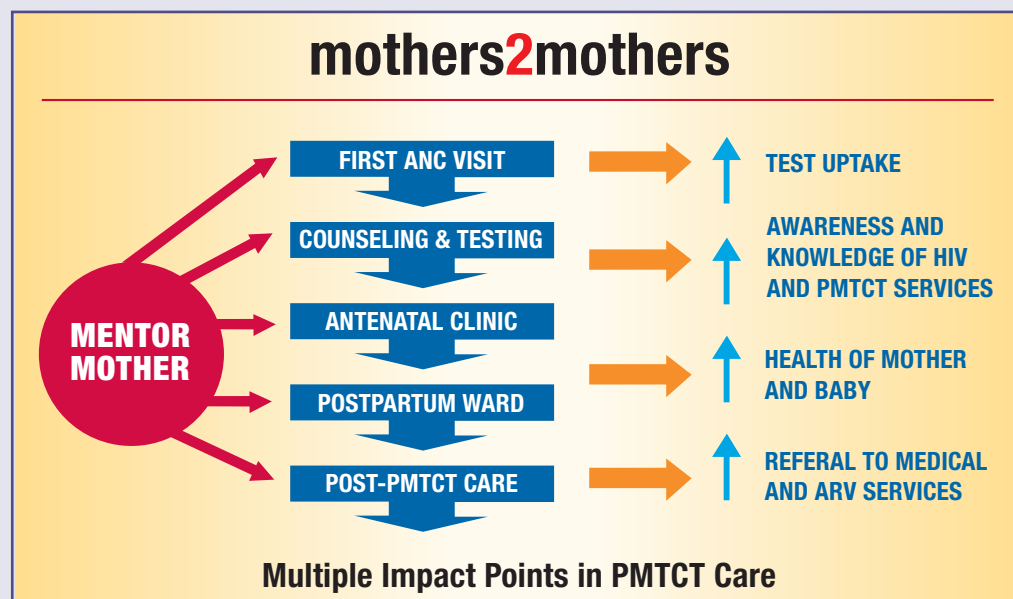 mothers2mothers
MENTOR
MOTHER
FIRST ANC VISIT
COUNSELING & TESTING
ANTENATAL CLINIC
POSTPARTUM WARD
POST-PMTCT CARE
TEST UPTAKE
AWARENESS AND
KNOWLEDGE OF HIV
AND PMTCT SERVICES
HEALTH OF MOTHER
AND BABY
REFERAL TO MEDICAL
AND ARV SERVICES
Multiple Impact Points in PMTCT Care